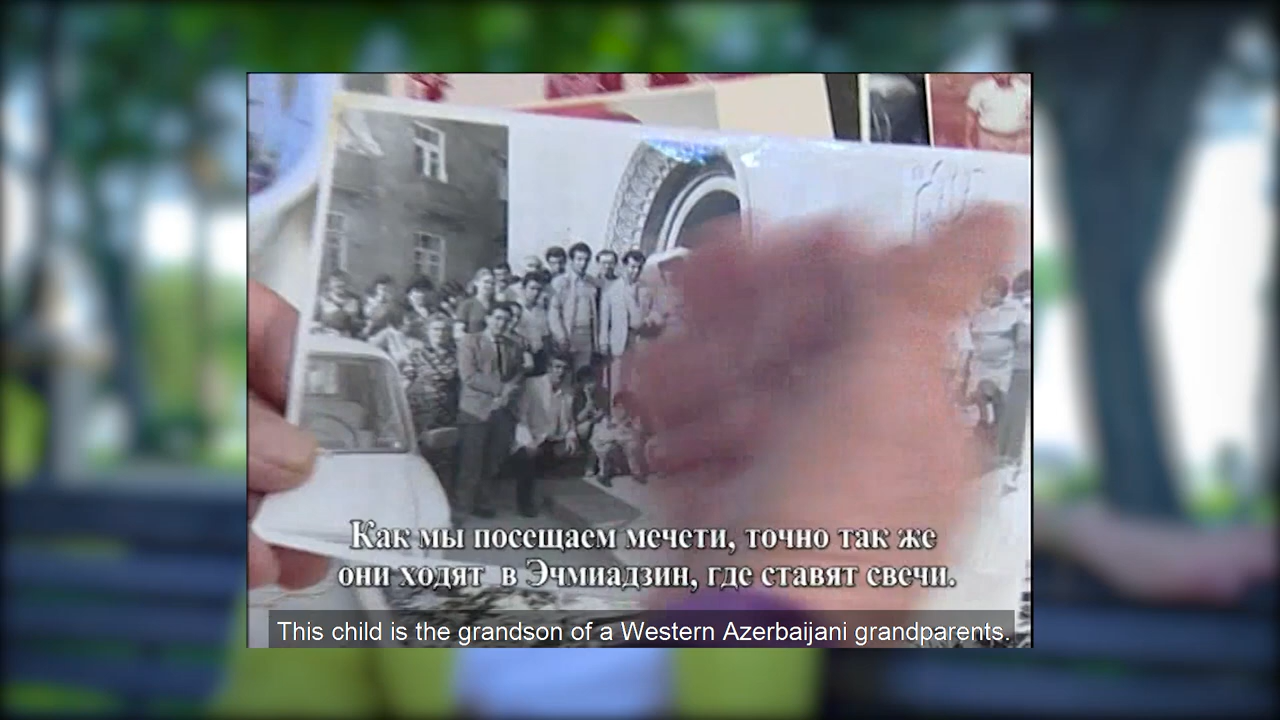 Как мы посещаем мечети, точно так же
они ходят в Эчмиадзин, где ставят свечи.
This child is the grandson of a Western Azerbaijani grandparents.